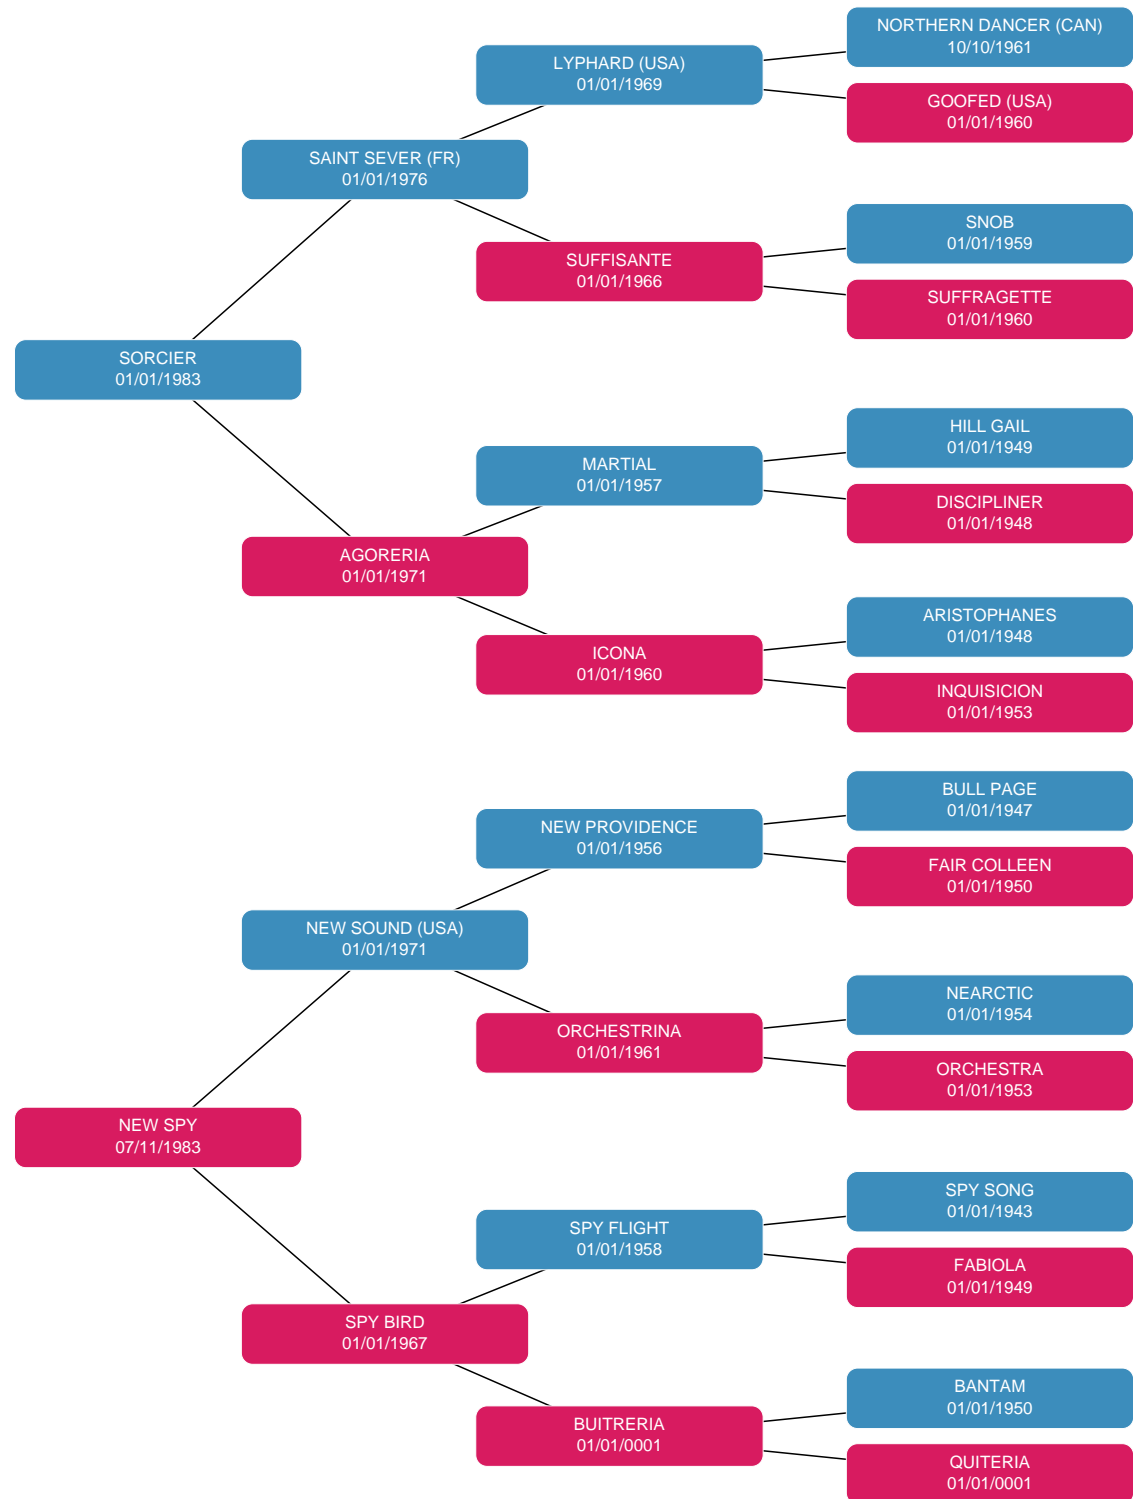 NORTHERN DANCER (CAN)
10/10/1961
LYPHARD (USA)
01/01/1969
GOOFED (USA)
01/01/1960
SAINT SEVER (FR)
01/01/1976
SNOB
01/01/1959
SUFFISANTE
01/01/1966
SUFFRAGETTE
01/01/1960
SORCIER
01/01/1983
HILL GAIL
01/01/1949
MARTIAL
01/01/1957
DISCIPLINER
01/01/1948
AGORERIA
01/01/1971
ARISTOPHANES
01/01/1948
ICONA
01/01/1960
INQUISICION
01/01/1953
BULL PAGE
01/01/1947
NEW PROVIDENCE
01/01/1956
FAIR COLLEEN
01/01/1950
NEW SOUND (USA)
01/01/1971
NEARCTIC
01/01/1954
ORCHESTRINA
01/01/1961
ORCHESTRA
01/01/1953
NEW SPY
07/11/1983
SPY SONG
01/01/1943
SPY FLIGHT
01/01/1958
FABIOLA
01/01/1949
SPY BIRD
01/01/1967
BANTAM
01/01/1950
BUITRERIA
01/01/0001
QUITERIA
01/01/0001